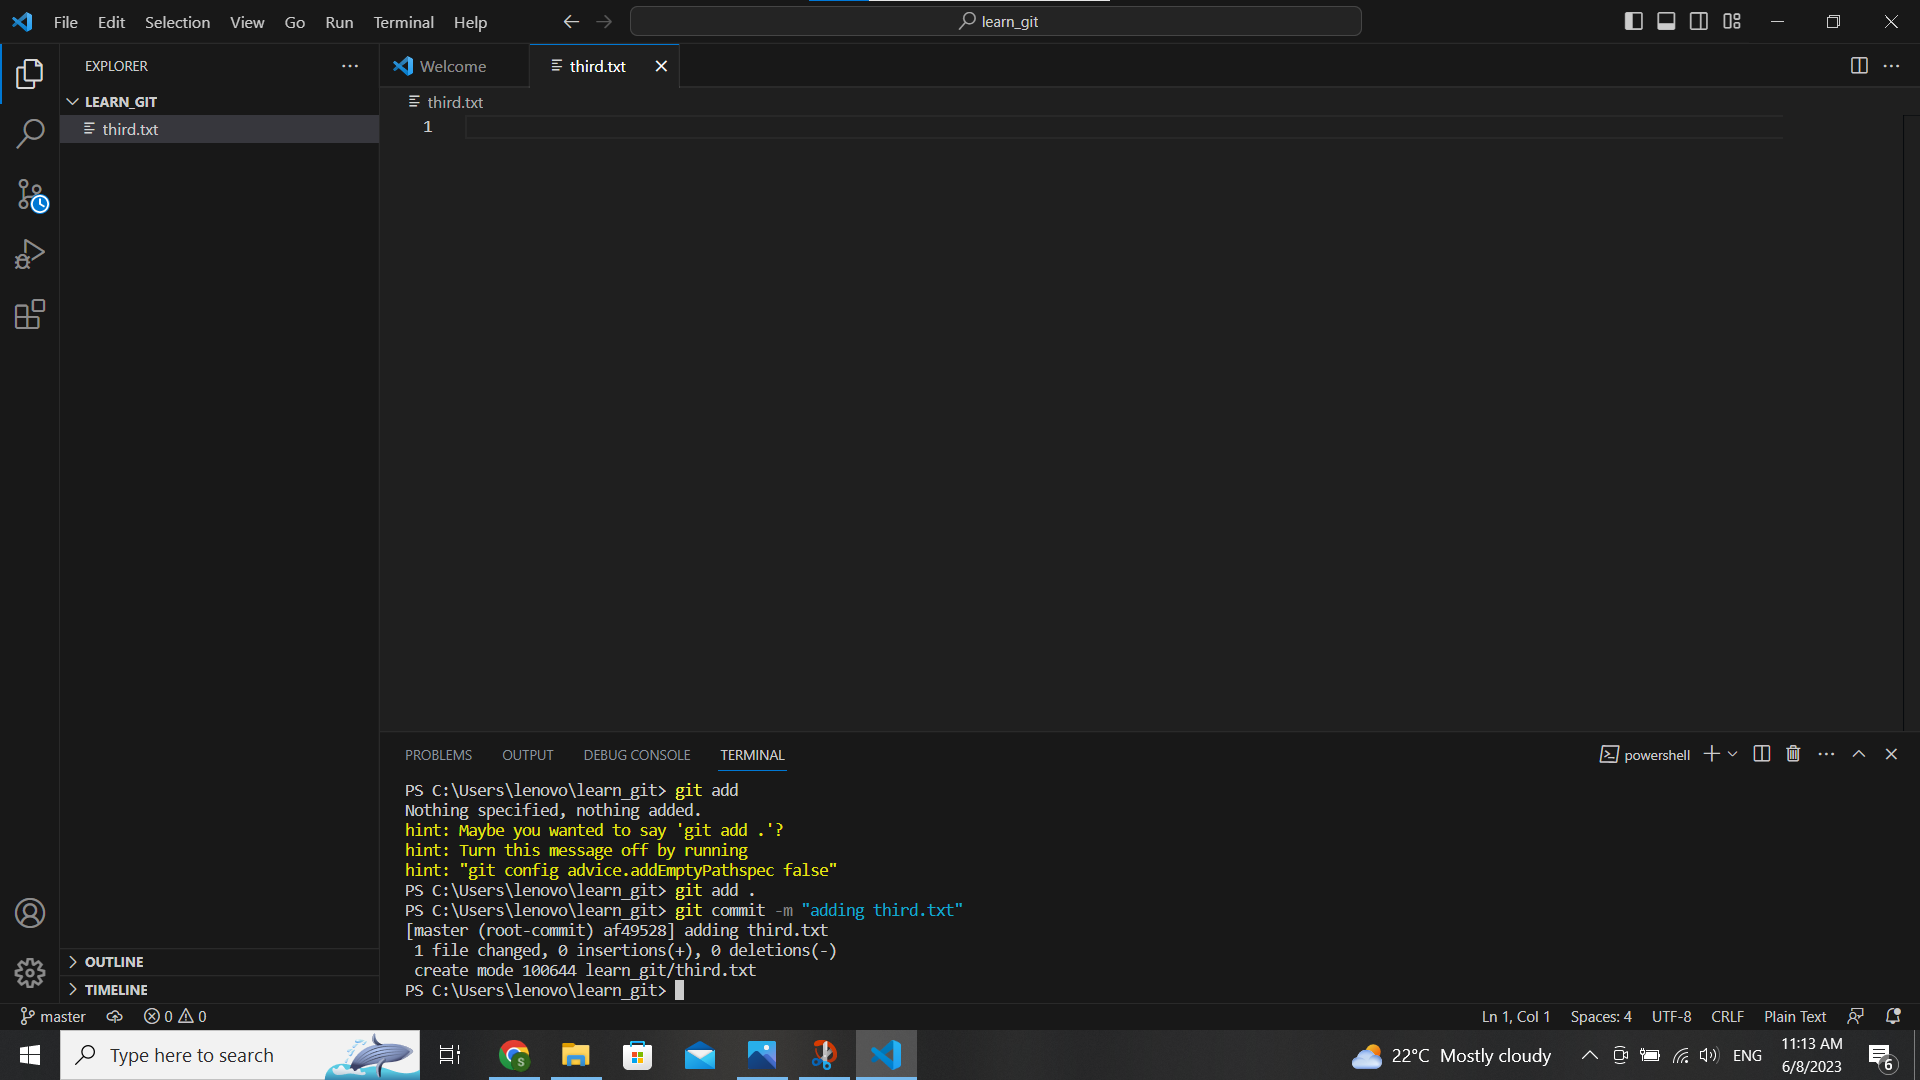 File Edit Selection View Go Run Terminal Help
learn_git
EXPLORER
Welcome
third.txt
LEARN_GIT
third.txt
third.txt
1
PROBLEMS OUTPUT DEBUG CONSOLE TERMINAL
powershell
PS C:\Users\lenovo\learn_git> git add
Nothing specified, nothing added.
hint: Maybe you wanted to say 'git add .'?
hint: Turn this message off by running
hint: "git config advice.addEmptyPathspec false"
PS C:\Users\lenovo\learn_git> git add .
PS C:\Users\lenovo\learn_git> git commit -m "adding third.txt"
[master (root-commit) af49528] adding third.txt
1 file changed, 0 insertions(+), 0 deletions(-)
create mode 100644 learn_git/third.txt
PS C:\Users\lenovo\learn_git>
OUTLINE
TIMELINE
master 0 0
Ln 1, Col 1 Spaces: 4 UTF-8 CRLF Plain Text
Type here to search
S
22°C Mostly cloudy
ENG
11:13 AM
6/8/2023
6